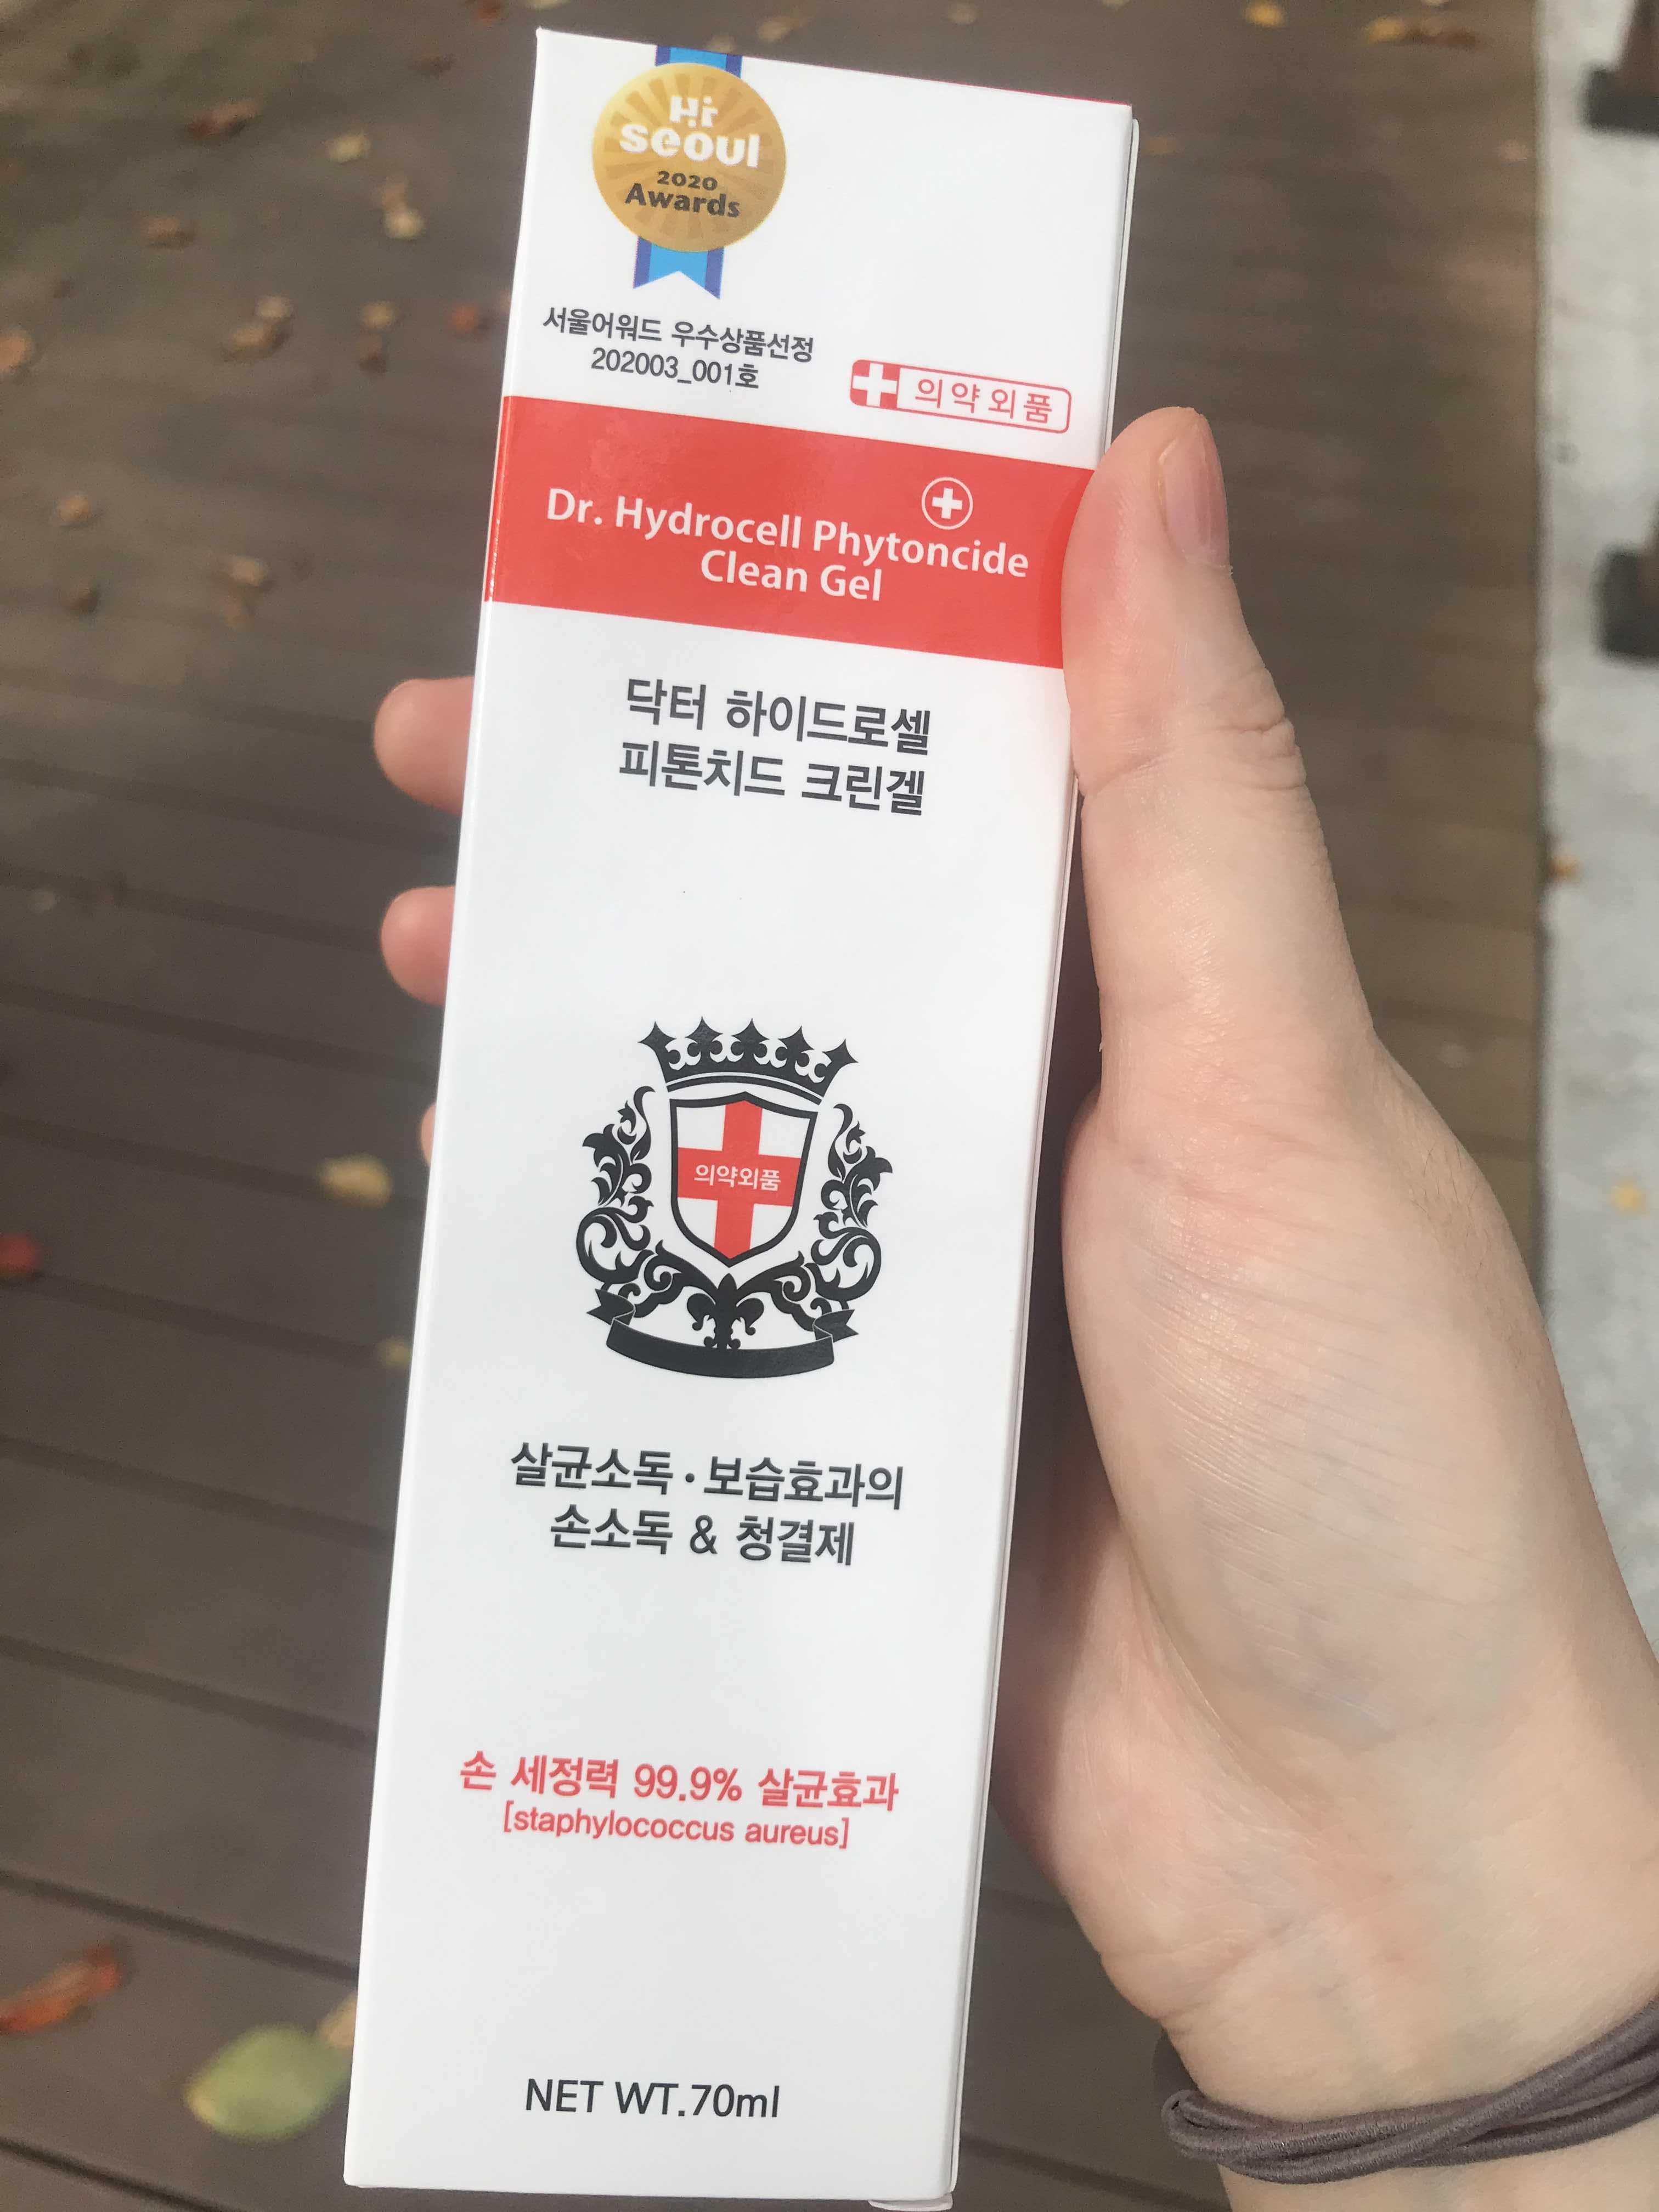 Hi
seoul
2020
Awards
서울어워드 우수상품선정
202003_001호
의약외품
Dr. Hydrocell Phytoncide
Clean Gel
닥터 하이드로셀
피톤치드 크린겔
의약외품
살균소독·보습효과의
손소독 & 청결제
손 세정력 99.9% 살균효과
[staphylococcus aureus]
NET WT.70ml